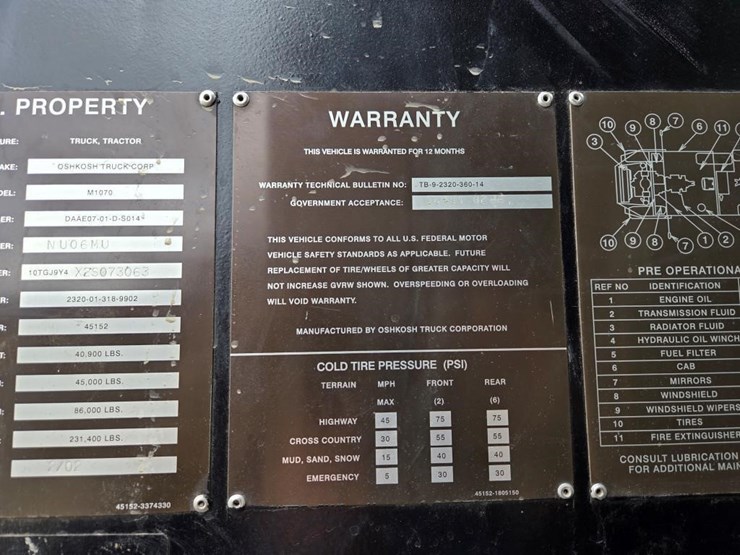 . PROPERTY
URE: TRUCK, TRACTOR
AKE: OSHKOSH TRUCK CORP
DEL: M1070
ER: DAAE07-01-D-S014
ER: NU06MU
ER: 10TGJ9Y4 X2S073063
R: 2320-01-318-9902
R: 45152
T: 40,900 LBS.
: 45,000 LBS.
: 86,000 LBS.
: 231,400 LBS.
7/02
45152-3374330
WARRANTY
THIS VEHICLE IS WARRANTED FOR 12 MONTHS
WARRANTY TECHNICAL BULLETIN NO: TB-9-2320-360-14
GOVERNMENT ACCEPTANCE:
THIS VEHICLE CONFORMS TO ALL U.S. FEDERAL MOTOR
VEHICLE SAFETY STANDARDS AS APPLICABLE. FUTURE
REPLACEMENT OF TIRE/WHEELS OF GREATER CAPACITY WILL
NOT INCREASE GVRW SHOWN. OVERSPEEDING OR OVERLOADING
WILL VOID WARRANTY.
MANUFACTURED BY OSHKOSH TRUCK CORPORATION
COLD TIRE PRESSURE (PSI)
TERRAIN MPH FRONT REAR
MAX (2) (6)
HIGHWAY 45 75 75
CROSS COUNTRY 30 55 55
MUD, SAND, SNOW 15 40 40
EMERGENCY 5 30 30
45152-1805150
10 9 8 7 6 11
3
10 9 8 7 1 2
PRE OPERATIONA
REF NO IDENTIFICATION
1 ENGINE OIL
2 TRANSMISSION FLUID
3 RADIATOR FLUID
4 HYDRAULIC OIL WINCH
5 FUEL FILTER
6 CAB
7 MIRRORS
8 WINDSHIELD
9 WINDSHIELD WIPERS
10 TIRES
11 FIRE EXTINGUISHER
CONSULT LUBRICATION
FOR ADDITIONAL MAIN